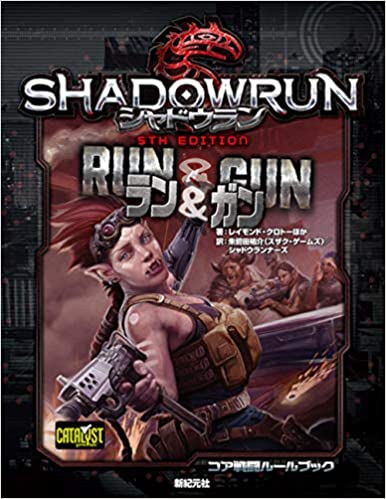 SHADOWRUN
シャドウラン
5TH EDITION
RUN & GUN
ラン&ガン
著:レイモンド・クロトーほか
訳:朱鷺田祐介(スザク・ゲームズ)
シャドウランナーズ
CATALYST
コア戦闘ルールブック
新紀元社